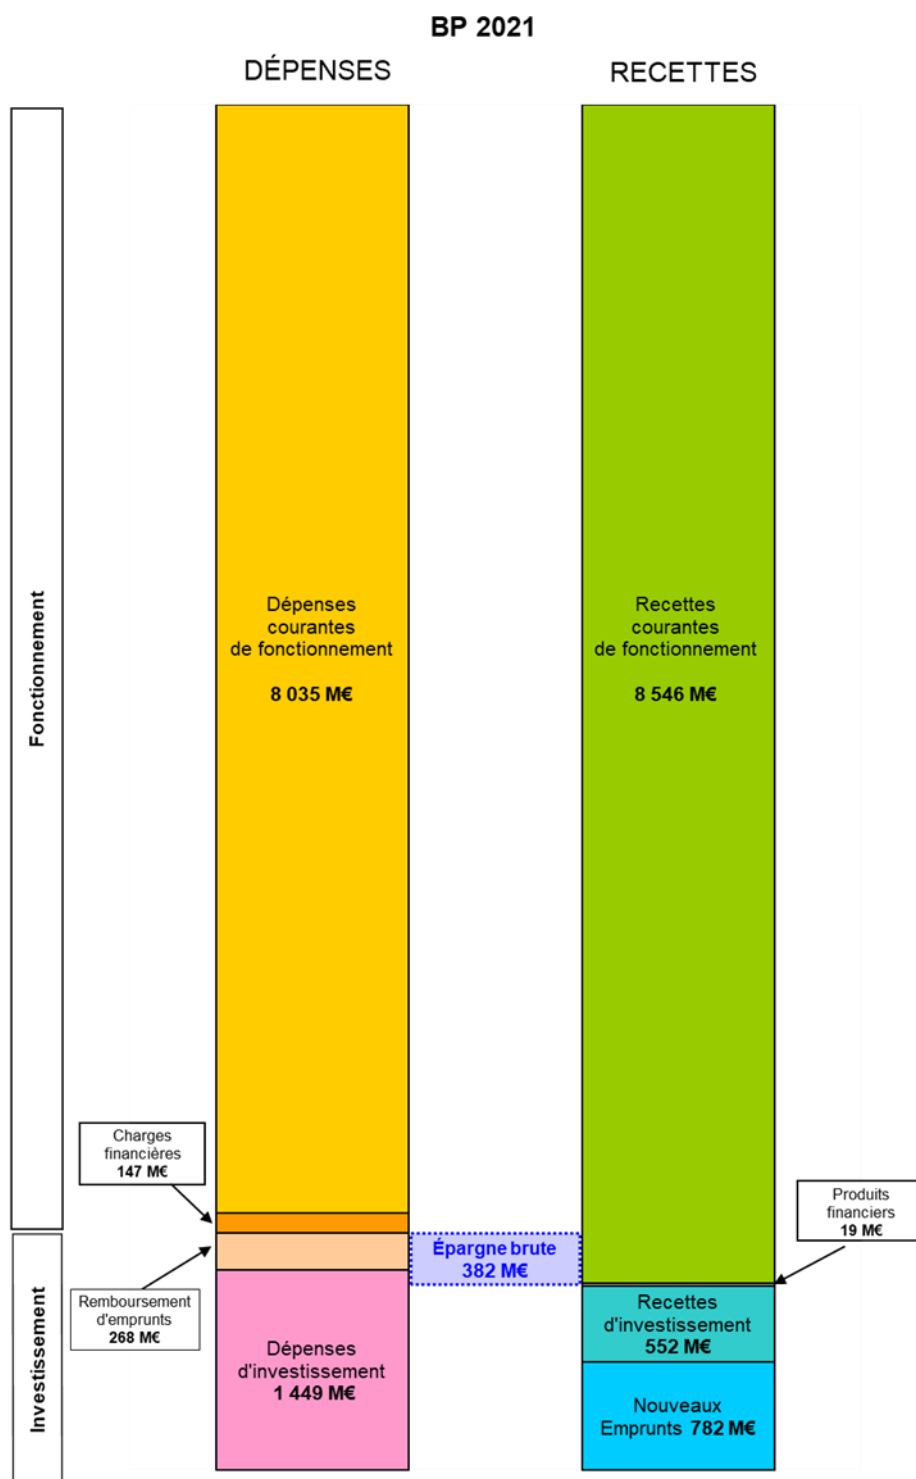 BP 2021
DÉPENSES
RECETTES
Fonctionnement
Dépenses
courantes
de fonctionnement
8 035 M€
Recettes
courantes
de fonctionnement
8 546 M€
Charges
financières
147 M€
Produits
financiers
19 M€
Épargne brute
382 M€
Investissement
Remboursement
d'emprunts
268 M€
Dépenses
d'investissement
1 449 M€
Recettes
d'investissement
552 M€
Nouveaux
Emprunts 782 M€